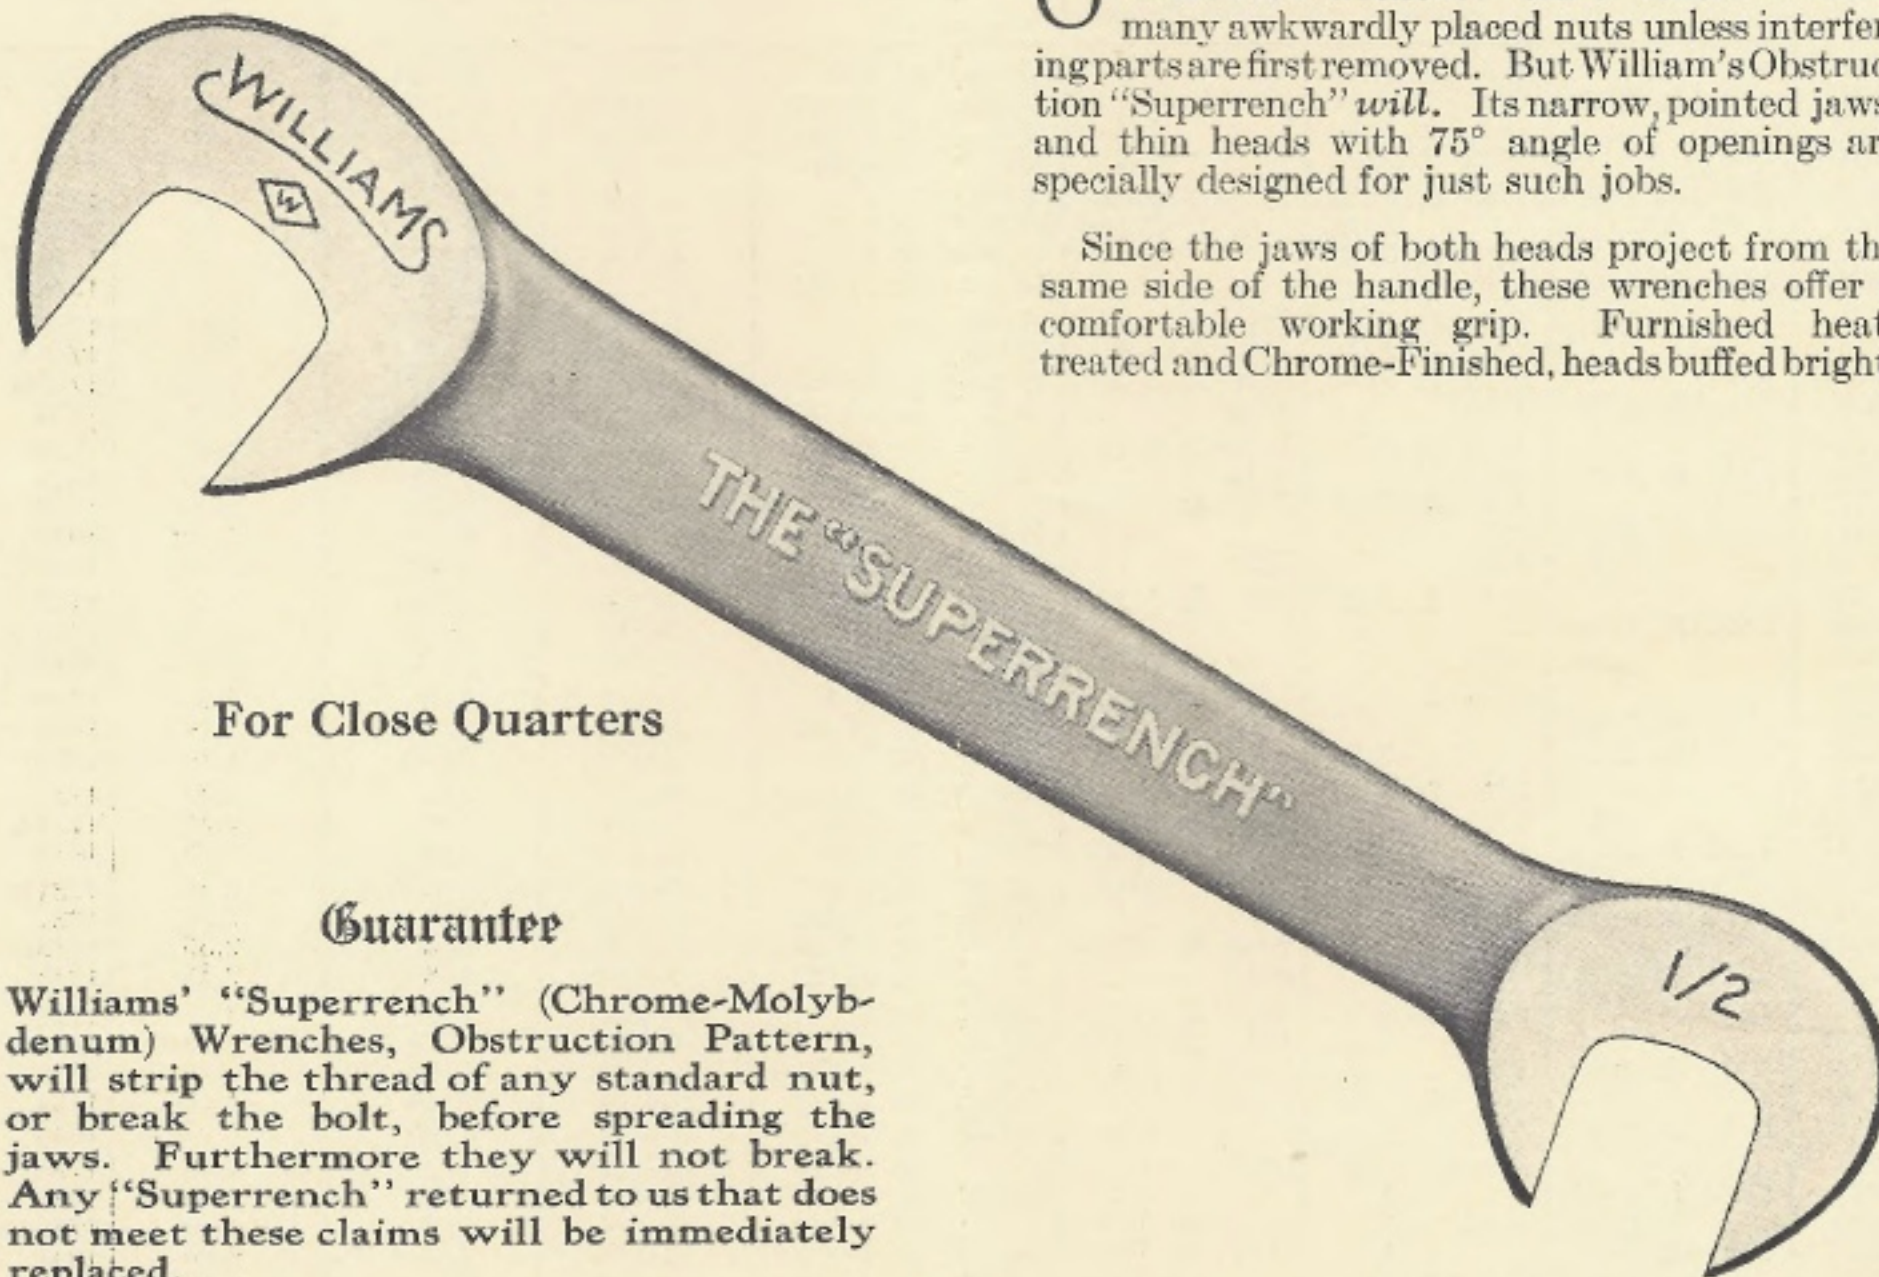 WILLIAMS
W
many awkwardly placed nuts unless interfer
ing parts are first removed. But William's Obstruc
tion “Superrench” will. Its narrow, pointed jaws
and thin heads with 75° angle of openings ar
specially designed for just such jobs.
Since the jaws of both heads project from th
same side of the handle, these wrenches offer
comfortable working grip. Furnished heat
treated and Chrome-Finished, heads buffed bright
THE “SUPERRENCH”
For Close Quarters
Guarantee
Williams' “Superrench” (Chrome-Molyb-
denum) Wrenches, Obstruction Pattern,
will strip the thread of any standard nut,
or break the bolt, before spreading the
jaws. Furthermore they will not break.
Any “Superrench” returned to us that does
not meet these claims will be immediately
replaced.
1/2